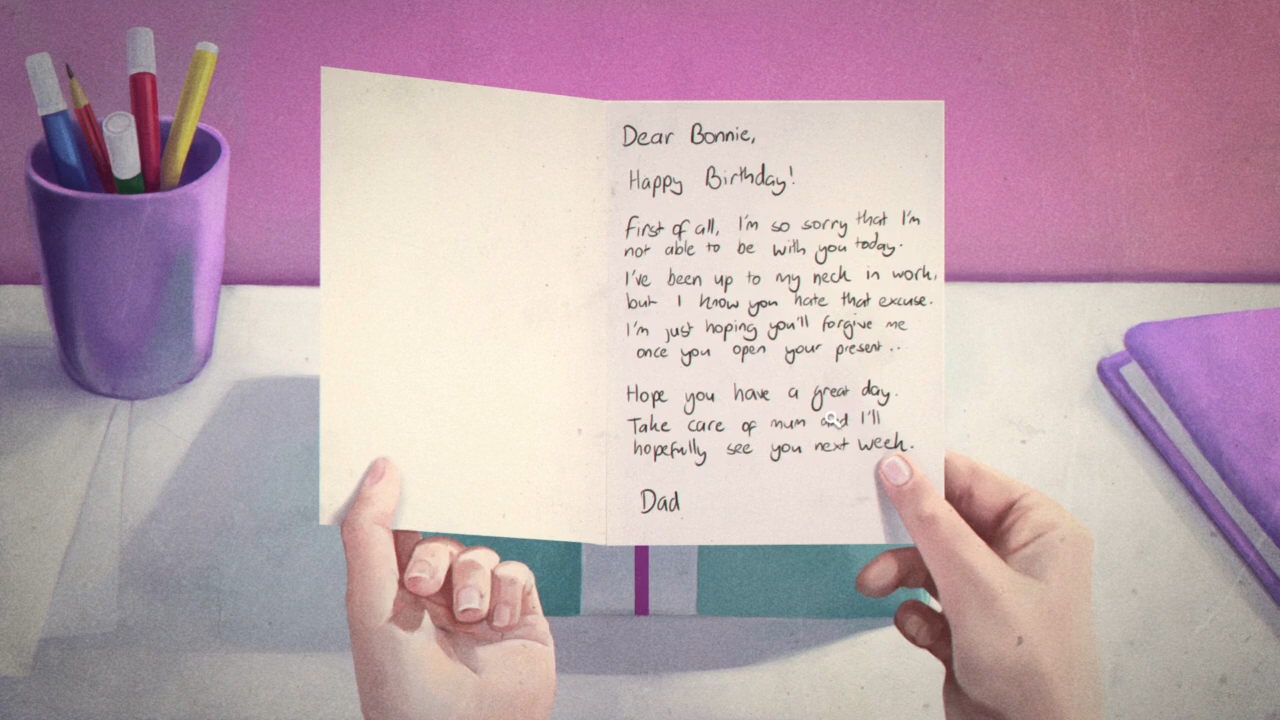 Dear Bonnie,
Happy Birthday!
First of all, I'm so sorry that I'm
not able to be with you today.
I've been up to my neck in work,
but I know you hate that excuse.
I'm just hoping you'll forgive me
once you open your present..
Hope you have a great day.
Take care of mum and I'll
hopefully see you next week.
Dad